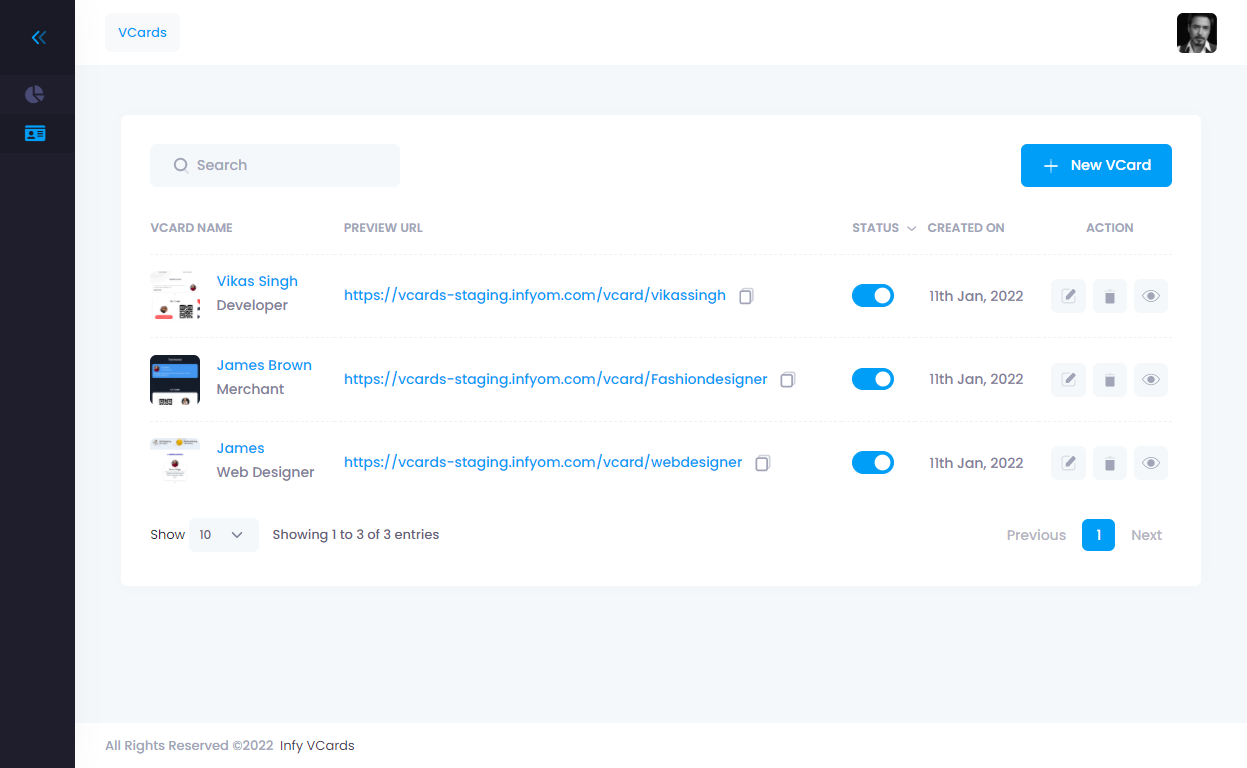 VCards
Search
New VCard
VCARD NAME PREVIEW URL STATUS CREATED ON ACTION
Vikas Singh
Developer
https://vcards-staging.infyom.com/vcard/vikassingh
11th Jan, 2022
James Brown
Merchant
https://vcards-staging.infyom.com/vcard/Fashiondesigner
11th Jan, 2022
James
Web Designer
https://vcards-staging.infyom.com/vcard/webdesigner
11th Jan, 2022
Show 10 Showing 1 to 3 of 3 entries Previous 1 Next
All Rights Reserved ©2022 Infy VCards